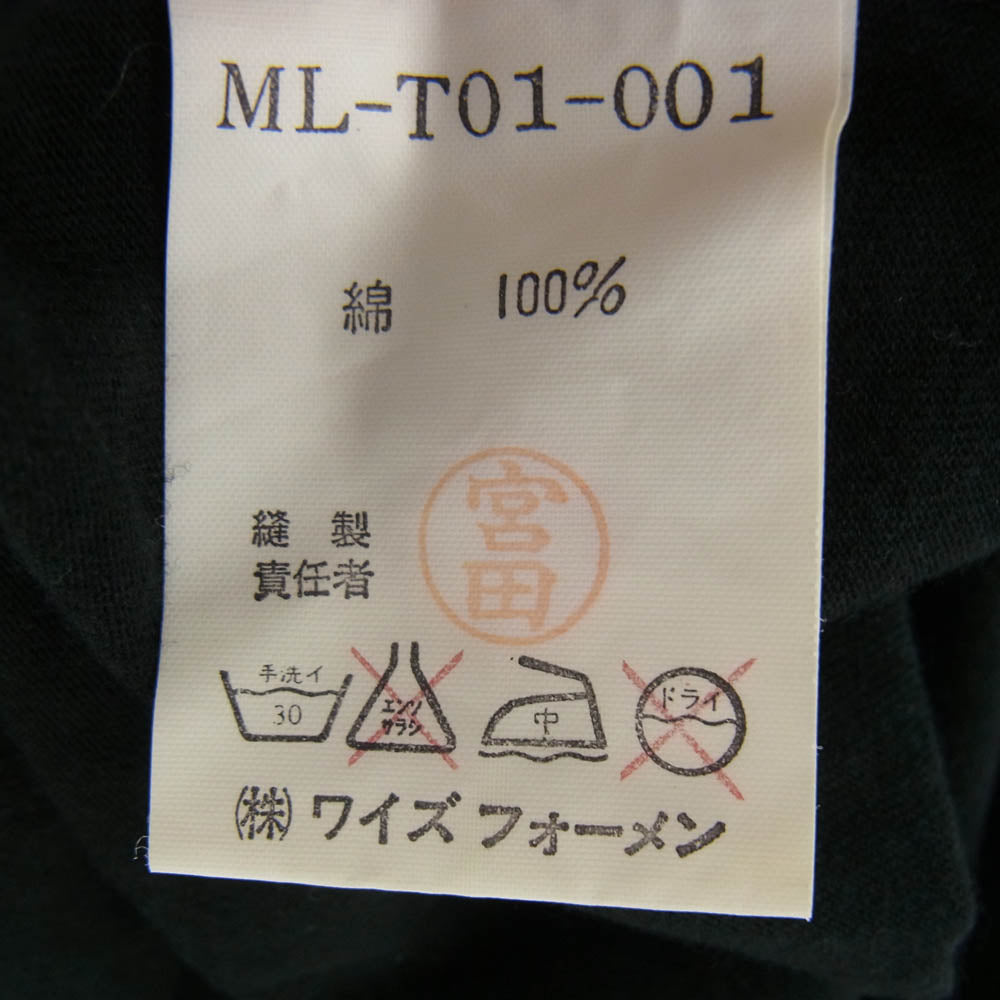 ML-T01-001
綿 100%
縫製
責任者
宮田
手洗イ
30
エンソ
サラシ
中
ドライ
㈱ワイズフォーメン